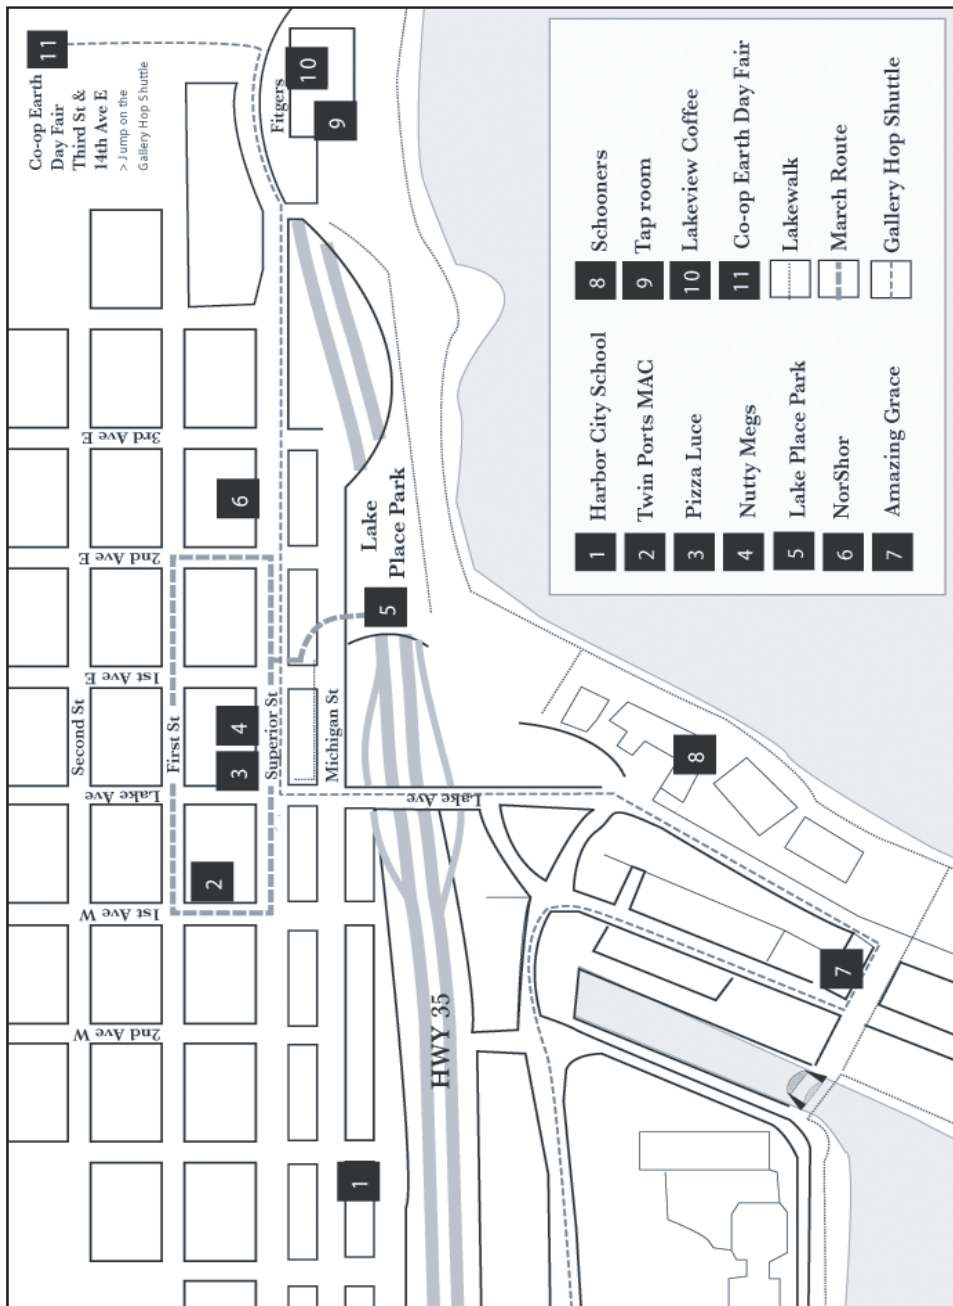 11
Co-op Earth
Day Fair
Third St &
14th Ave E
> Jump on the
Gallery Hop Shuttle
Fitgers
10
9
3rd Ave E
6
2nd Ave E
Lake
Place Park
5
1st Ave E
Second St
First St
Superior St
Michigan St
4
3
Lake Ave
Lake Ave
2
1st Ave W
2nd Ave W
HWY 35
8
7
1
1 Harbor City School
2 Twin Ports MAC
3 Pizza Luce
4 Nutty Megs
5 Lake Place Park
6 NorShor
7 Amazing Grace
8 Schooners
9 Tap room
10 Lakeview Coffee
11 Co-op Earth Day Fair
Lakewalk
March Route
Gallery Hop Shuttle